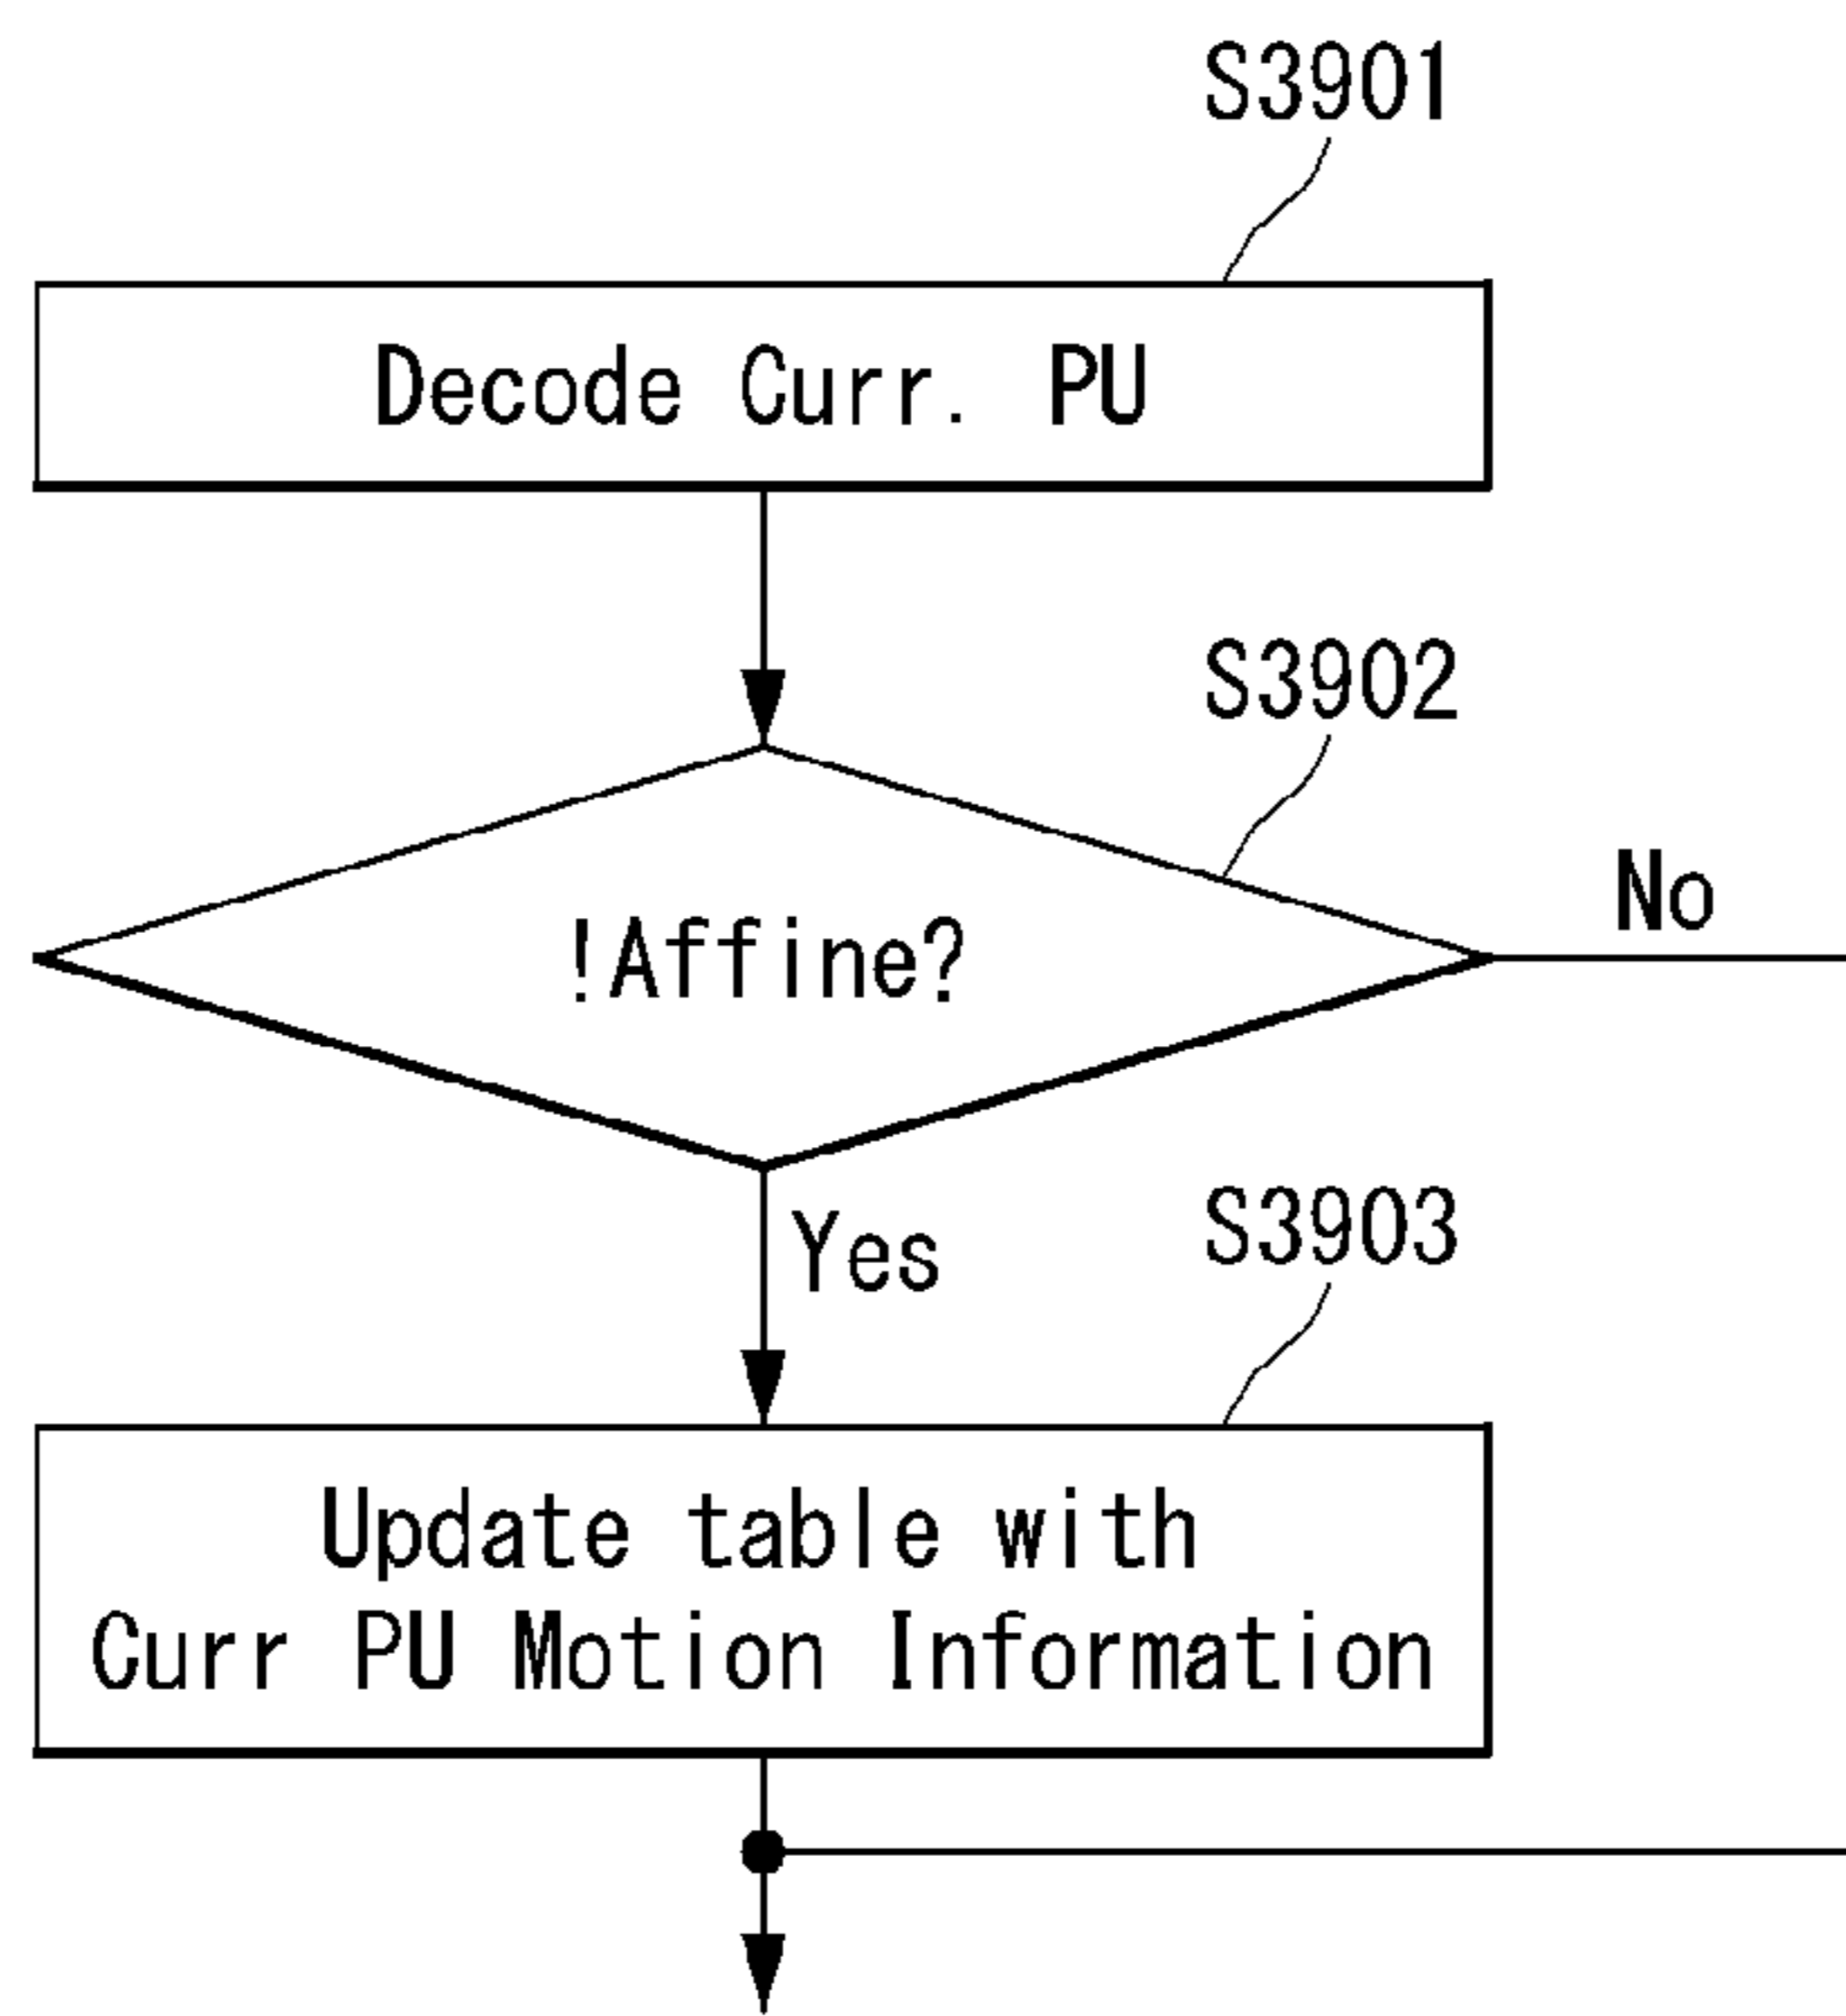 S3901
Decode Curr. PU
S3902
!Affine?
No
Yes
S3903
Update table with
Curr PU Motion Information